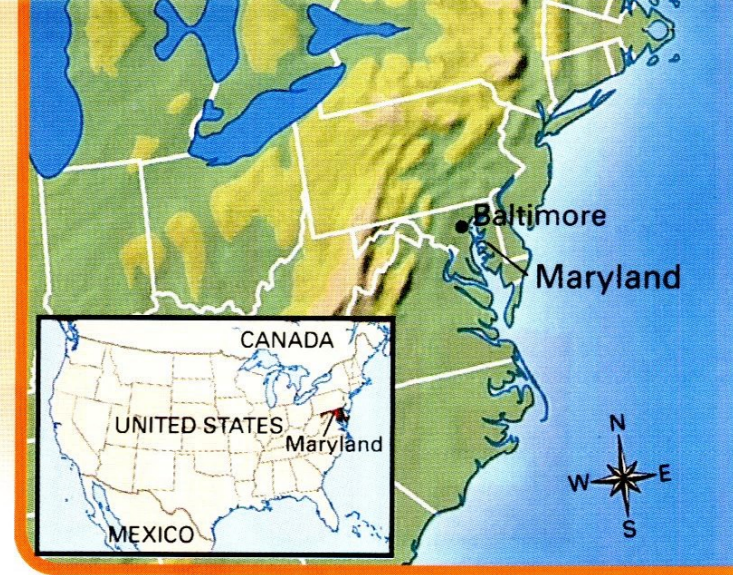 Baltimore
Maryland
CANADA
UNITED STATES
Maryland
MEXICO
N
W E
S